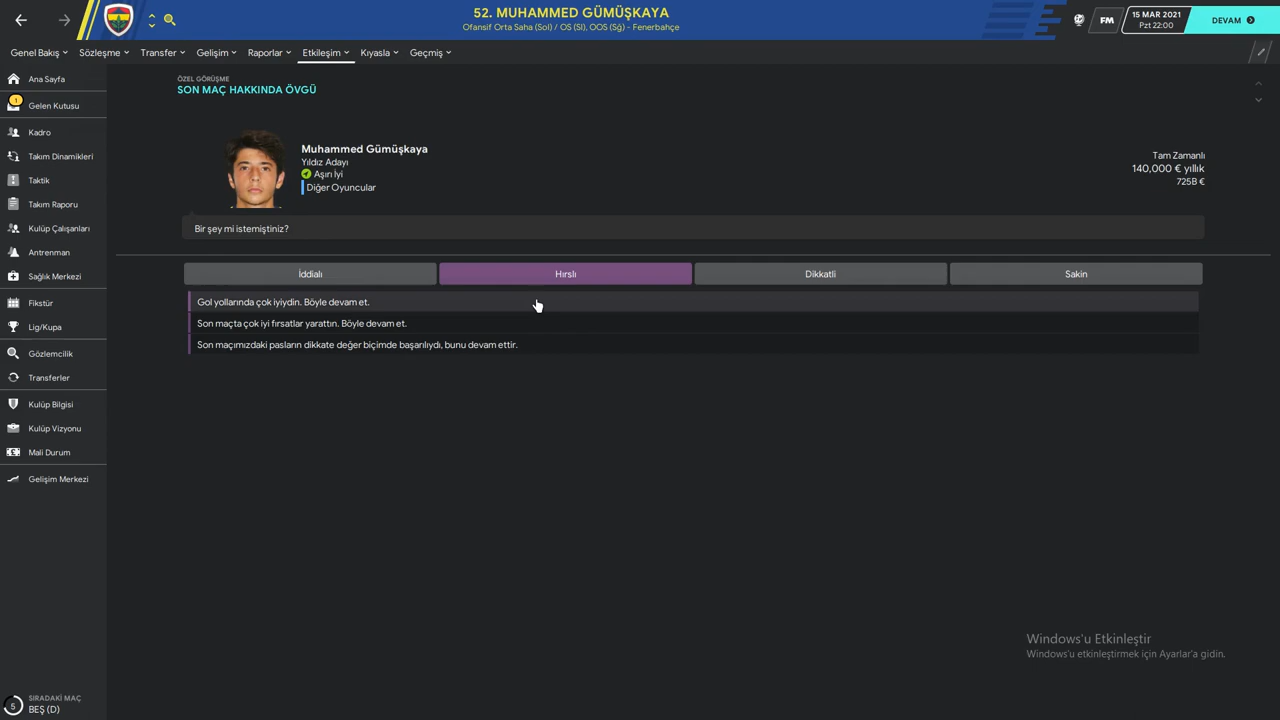 52. MUHAMMED GÜMÜŞKAYA
Ofansif Orta Saha (Sol) / OS (Sl), OOS (Sğ) - Fenerbahçe
FM
15 MAR 2021
Pzt 22:00
DEVAM
Genel Bakış
Sözleşme
Transfer
Gelişim
Raporlar
Etkileşim
Kıyasla
Geçmiş
Ana Sayfa
1
Gelen Kutusu
Kadro
Takım Dinamikleri
Taktik
Takım Raporu
Kulüp Çalışanları
Antrenman
Sağlık Merkezi
Fikstür
Lig/Kupa
Gözlemcilik
Transferler
Kulüp Bilgisi
Kulüp Vizyonu
Mali Durum
Gelişim Merkezi
5
SIRADAKİ MAÇ
BEŞ (D)
ÖZEL GÖRÜŞME
SON MAÇ HAKKINDA ÖVGÜ
Muhammed Gümüşkaya
Yıldız Adayı
Aşırı İyi
Diğer Oyuncular
Tam Zamanlı
140,000 € yıllık
725B €
Bir şey mi istemiştiniz?
İddialı
Hırslı
Dikkatli
Sakin
Gol yollarında çok iyiydin. Böyle devam et.
Son maçta çok iyi fırsatlar yarattın. Böyle devam et.
Son maçımızdaki pasların dikkate değer biçimde başarılıydı, bunu devam ettir.
Windows'u Etkinleştir
Windows'u etkinleştirmek için Ayarlar'a gidin.